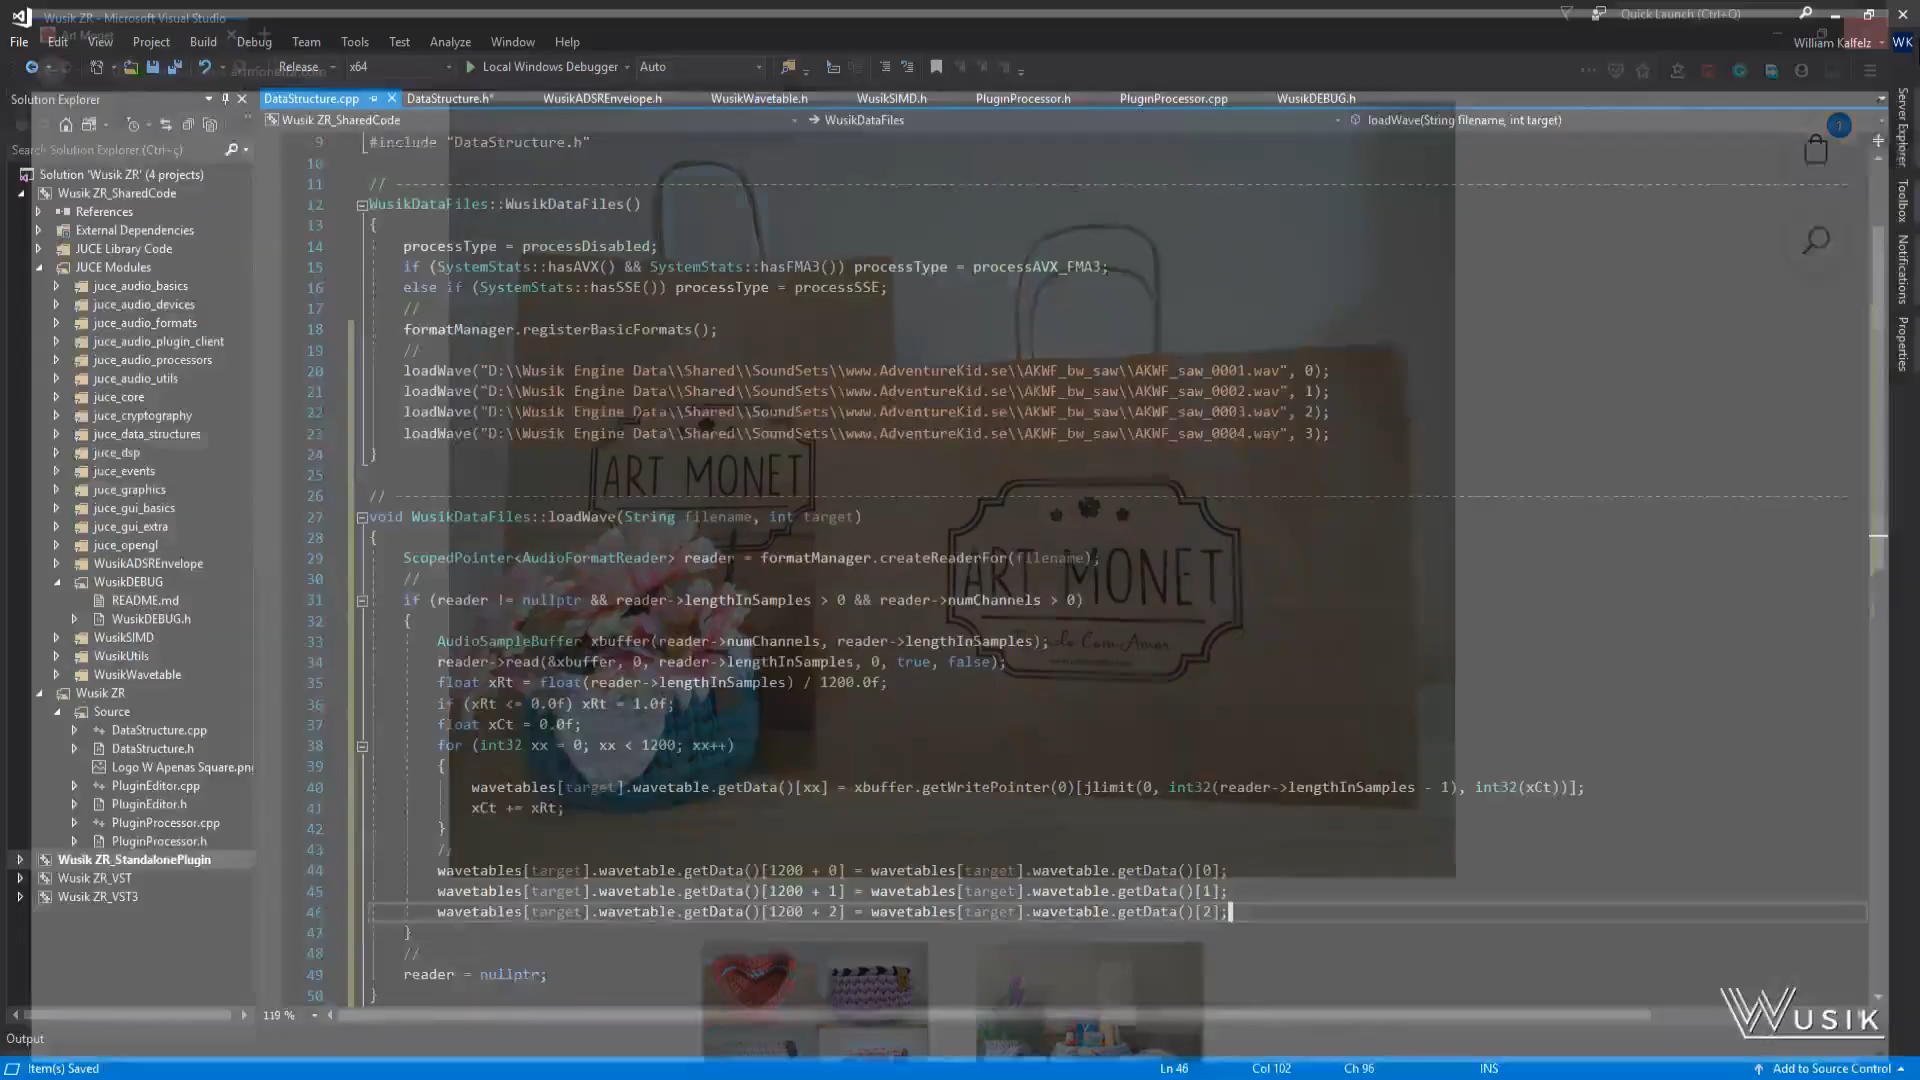 Wusik ZR - Microsoft Visual Studio
Quick Launch (Ctrl+Q)
Art Monet
File Edit View Project Build Debug Team Tools Test Analyze Window Help
William Kalfelz WK
Release x64 Local Windows Debugger Auto
artmonetbr.com
Solution Explorer
DataStructure.cpp DataStructure.h* WusikADSREnvelope.h WusikWavetable.h WusikSIMD.h PluginProcessor.h PluginProcessor.cpp WusikDEBUG.h
Wusik ZR_SharedCode WusikDataFiles loadWave(String filename, int target)
Search Solution Explorer (Ctrl+ç)
Solution 'Wusik ZR' (4 projects)
Wusik ZR_SharedCode
References
External Dependencies
JUCE Library Code
JUCE Modules
juce_audio_basics
juce_audio_devices
juce_audio_formats
juce_audio_plugin_client
juce_audio_processors
juce_audio_utils
juce_core
juce_cryptography
juce_data_structures
juce_dsp
juce_events
juce_graphics
juce_gui_basics
juce_gui_extra
juce_opengl
WusikADSREnvelope
WusikDEBUG
README.md
WusikDEBUG.h
WusikSIMD
WusikUtils
WusikWavetable
Wusik ZR
Source
DataStructure.cpp
DataStructure.h
Logo W Apenas Square.png
PluginEditor.cpp
PluginEditor.h
PluginProcessor.cpp
PluginProcessor.h
Wusik ZR_StandalonePlugin
Wusik ZR_VST
Wusik ZR_VST3
9 #include "DataStructure.h"
10
11 // ------------------------------------------------
12 WusikDataFiles::WusikDataFiles()
13 {
14 processType = processDisabled;
15 if (SystemStats::hasAVX() && SystemStats::hasFMA3()) processType = processAVX_FMA3;
16 else if (SystemStats::hasSSE()) processType = processSSE;
17 //
18 formatManager.registerBasicFormats();
19 //
20 loadWave("D:\\Wusik Engine Data\\Shared\\SoundSets\\www.AdventureKid.se\\AKWF_bw_saw\\AKWF_saw_0001.wav", 0);
21 loadWave("D:\\Wusik Engine Data\\Shared\\SoundSets\\www.AdventureKid.se\\AKWF_bw_saw\\AKWF_saw_0002.wav", 1);
22 loadWave("D:\\Wusik Engine Data\\Shared\\SoundSets\\www.AdventureKid.se\\AKWF_bw_saw\\AKWF_saw_0003.wav", 2);
23 loadWave("D:\\Wusik Engine Data\\Shared\\SoundSets\\www.AdventureKid.se\\AKWF_bw_saw\\AKWF_saw_0004.wav", 3);
24 }
25
26 // ------------------------------------------------
27 void WusikDataFiles::loadWave(String filename, int target)
28 {
29 ScopedPointer<AudioFormatReader> reader = formatManager.createReaderFor(filename);
30 //
31 if (reader != nullptr && reader->lengthInSamples > 0 && reader->numChannels > 0)
32 {
33 AudioSampleBuffer xbuffer(reader->numChannels, reader->lengthInSamples);
34 reader->read(&xbuffer, 0, reader->lengthInSamples, 0, true, false);
35 float xRt = float(reader->lengthInSamples) / 1200.0f;
36 if (xRt <= 0.0f) xRt = 1.0f;
37 float xCt = 0.0f;
38 for (int32 xx = 0; xx < 1200; xx++)
39 {
40 wavetables[target].wavetable.getData()[xx] = xbuffer.getWritePointer(0)[jlimit(0, int32(reader->lengthInSamples - 1), int32(xCt))];
41 xCt += xRt;
42 }
43 //
44 wavetables[target].wavetable.getData()[1200 + 0] = wavetables[target].wavetable.getData()[0];
45 wavetables[target].wavetable.getData()[1200 + 1] = wavetables[target].wavetable.getData()[1];
46 wavetables[target].wavetable.getData()[1200 + 2] = wavetables[target].wavetable.getData()[2];
47 }
48 //
49 reader = nullptr;
50 }
ART MONET
ART MONET
Com Amor
1
Server Explorer
Toolbox
Notifications
Properties
119 %
WUSIK
Output
Item(s) Saved Ln 46 Col 102 Ch 96 INS Add to Source Control